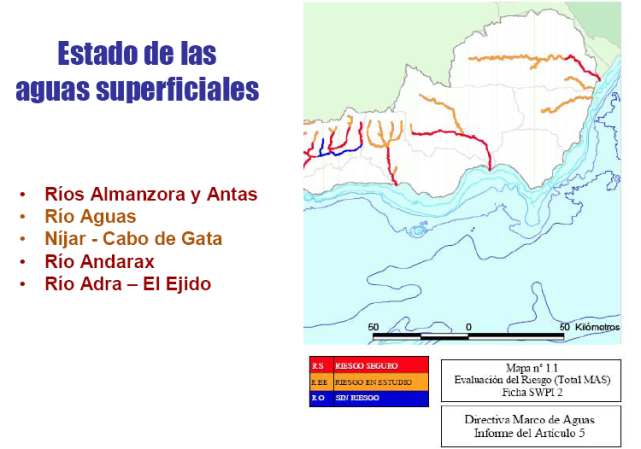 Estado de las
aguas superficiales
• Ríos Almanzora y Antas
• Río Aguas
• Níjar - Cabo de Gata
• Río Andarax
• Río Adra – El Ejido
50 0 50 Kilómetros
R S RIESGO SEGURO
R EE RIESGO EN ESTUDIO
R O SIN RIESGO
Mapa nº 1.1
Evaluación del Riesgo (Total MAS)
Ficha SWPI 2
Directiva Marco de Aguas
Informe del Artículo 5